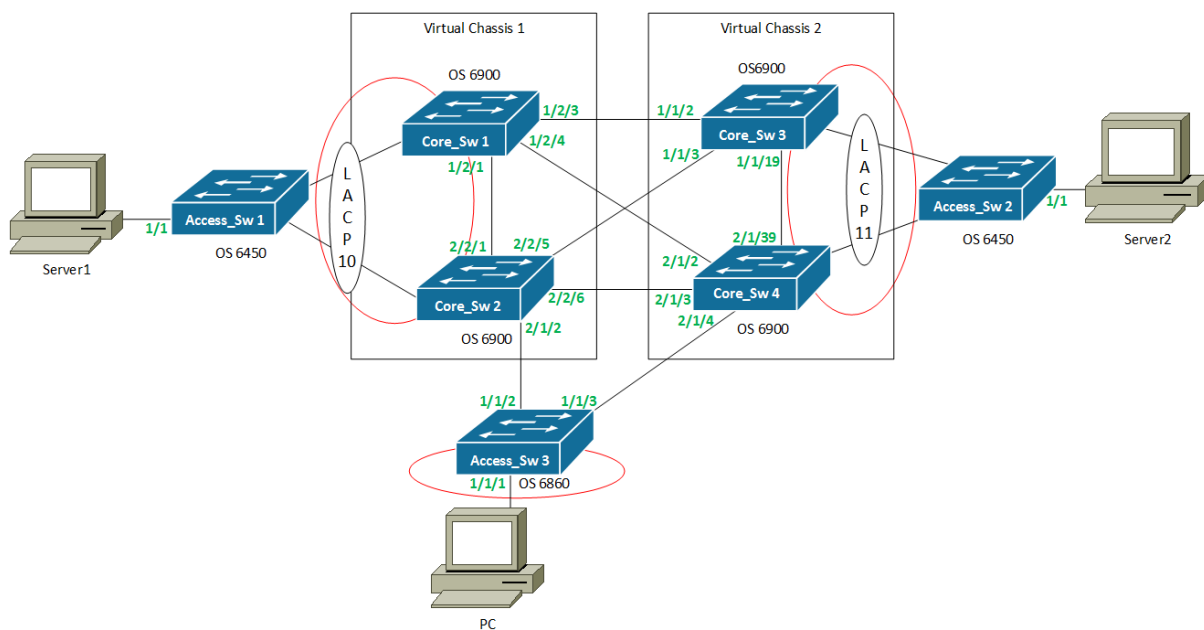 Virtual Chassis 1
Virtual Chassis 2
OS 6900
OS6900
1/2/3
1/1/2
Core_Sw 1
1/2/4
Core_Sw 3
1/2/1
1/1/3
1/1/19
L
A
C
P
10
L
A
C
P
11
Access_Sw 1
1/1
OS 6450
Server1
Access_Sw 2
1/1
OS 6450
Server2
2/2/1
2/2/5
2/1/39
2/1/2
Core_Sw 2
2/2/6
2/1/3
Core_Sw 4
2/1/2
2/1/4
OS 6900
OS 6900
1/1/2
1/1/3
Access_Sw 3
1/1/1
OS 6860
PC